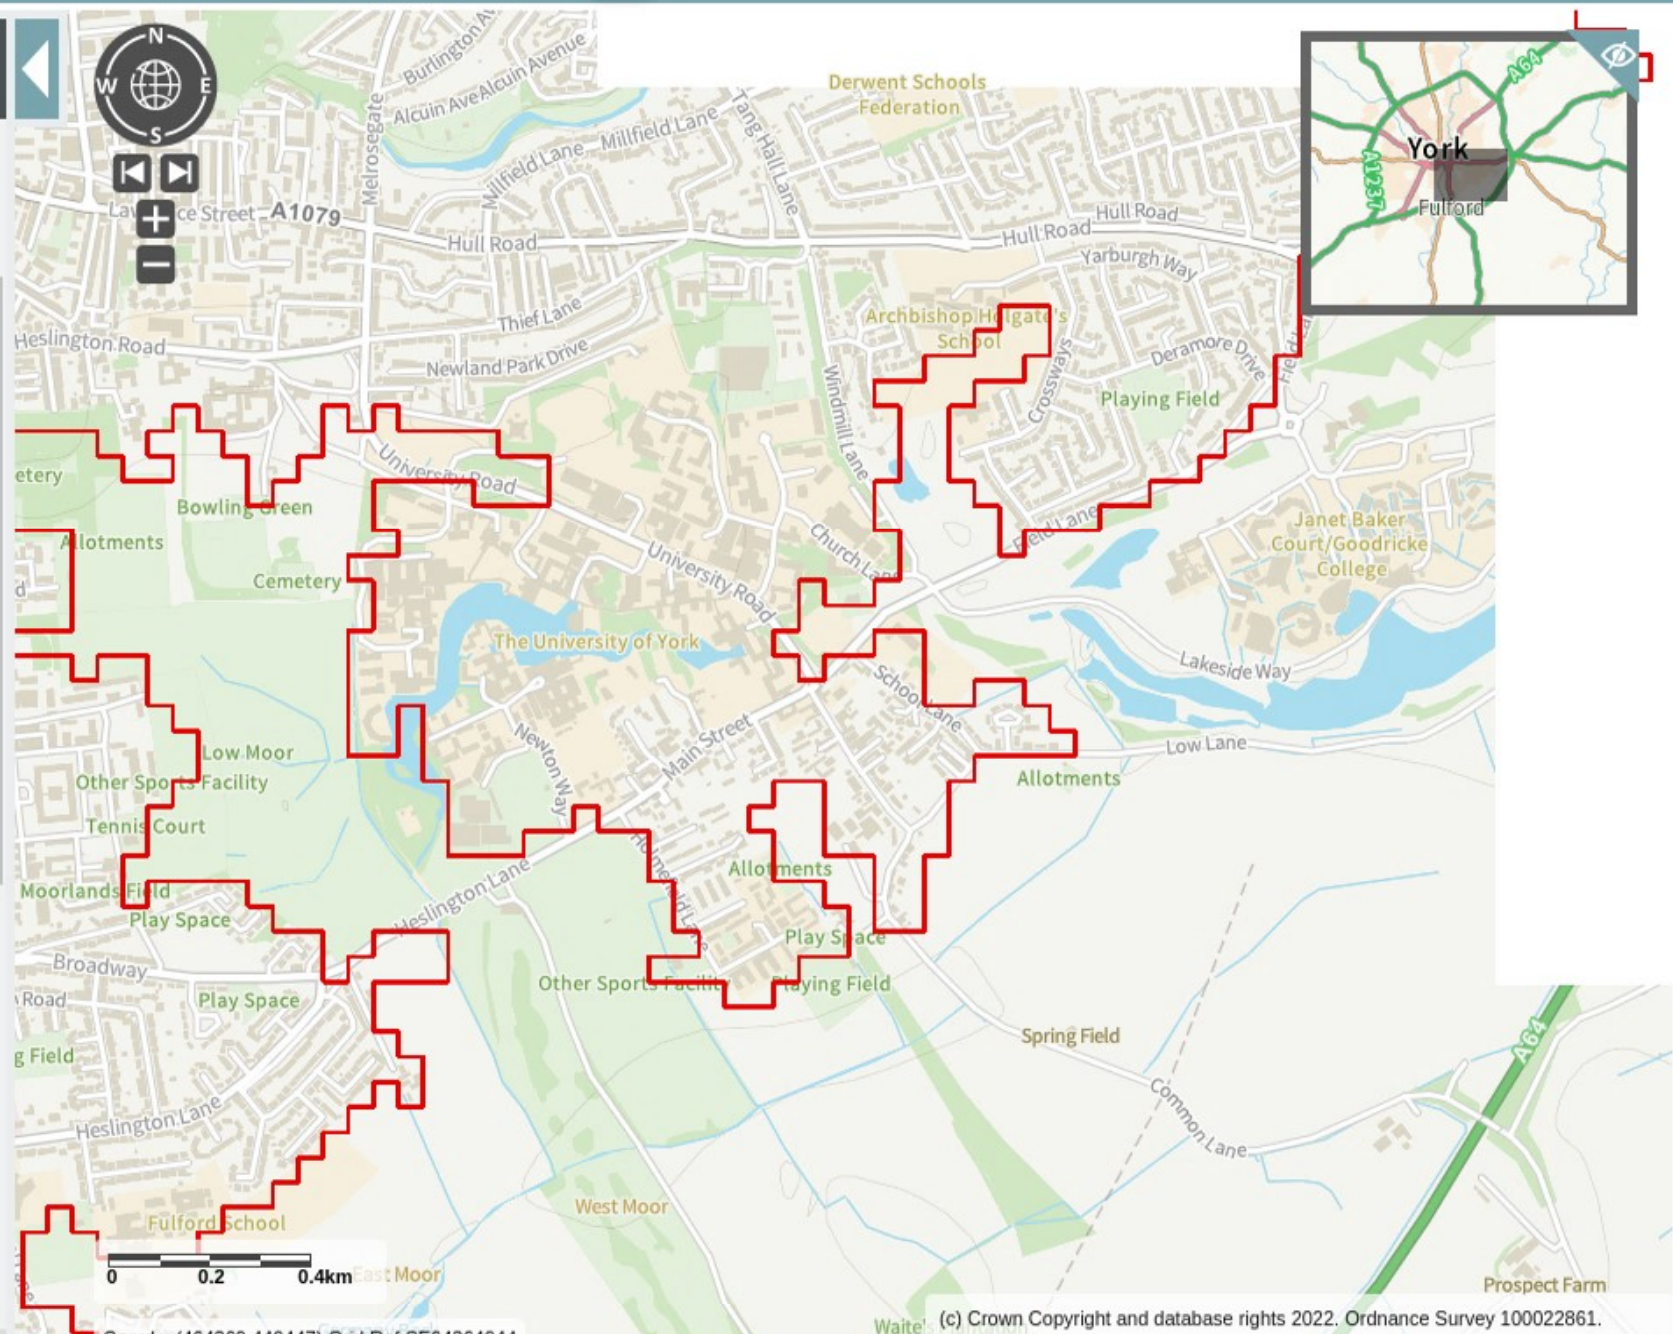 N
W
E
S
Burlington Av
Alcuin Ave
Alcuin Avenue
Melrosegate
Millfield Lane
Millfield Lane
Tang Hall Lane
Derwent Schools
Federation
A64
York
A1237
Fulford
A1079
Hull Road
Hull Road
Hull Road
Yarburgh Way
Thief Lane
Heslington Road
Newland Park Drive
Archbishop Holgate's
School
Deramore Drive
Crossways
Playing Field
Windmill Lane
University Road
etery
Bowling Green
Allotments
Cemetery
Field Lane
Janet Baker
Court/Goodricke
College
Church Lane
University Road
The University of York
Lakeside Way
School Lane
Main Street
Newton Way
Low Lane
Low Moor
Other Sports Facility
Allotments
Tennis Court
Holmefield Lane
Allotments
Moorlands Field
Play Space
Heslington Lane
Play Space
Broadway
Other Sports Facility
Playing Field
Road
Play Space
Spring Field
A64
g Field
Common Lane
Heslington Lane
West Moor
Fulford School
0
0.2
0.4km
East Moor
Prospect Farm
(c) Crown Copyright and database rights 2022. Ordnance Survey 100022861.